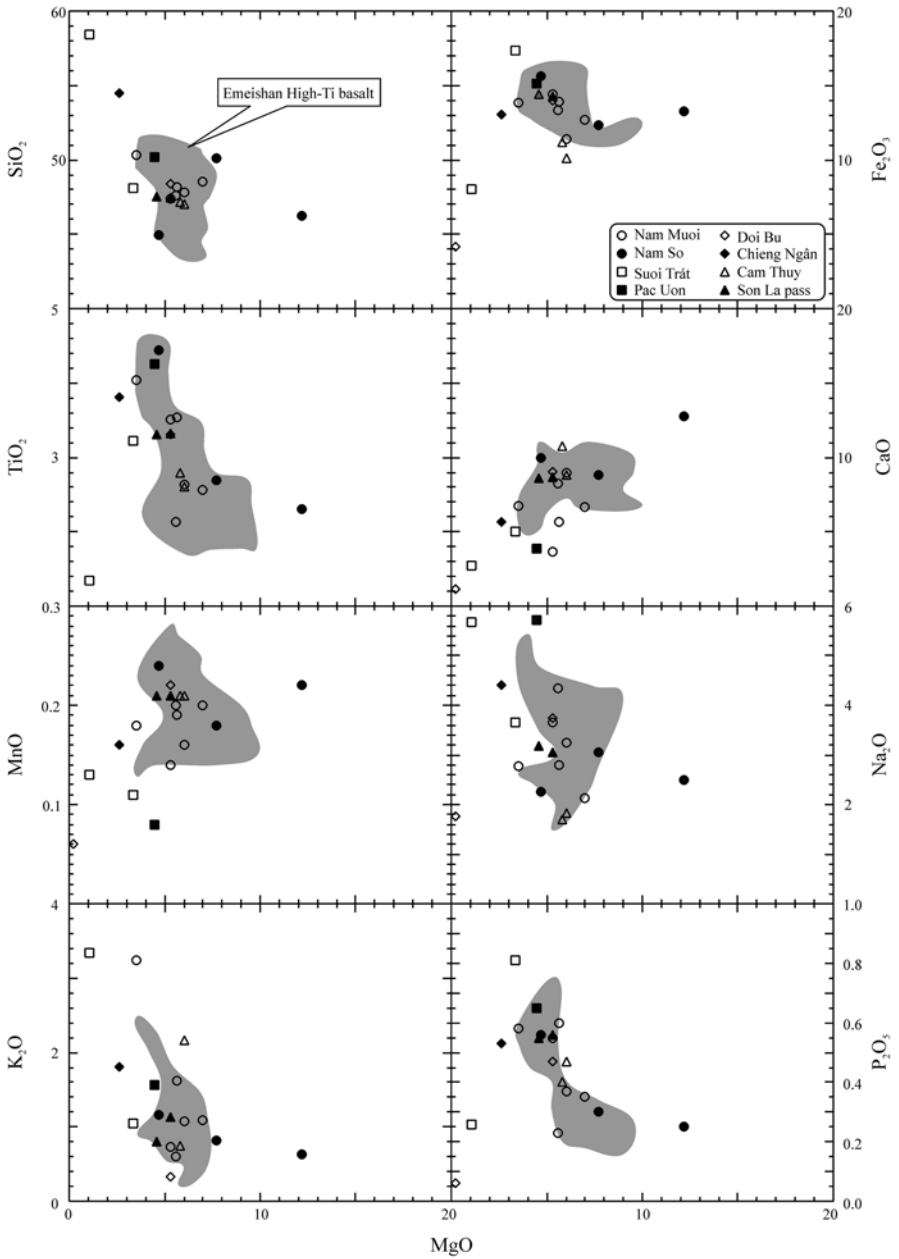 60
20
Emeishan High-Ti basalt
SiO₂
50
10
Fe₂O₃
Nam Muoi
Doi Bu
Nam So
Chieng Ngân
Suoi Trát
Cam Thuy
Pac Uon
Son La pass
5
20
TiO₂
3
10
CaO
0.3
6
MnO
0.2
4
Na₂O
0.1
2
4
1.0
0.8
K₂O
2
0.6
P₂O₅
0.4
0.2
0
0.0
0
10
20
10
20
MgO